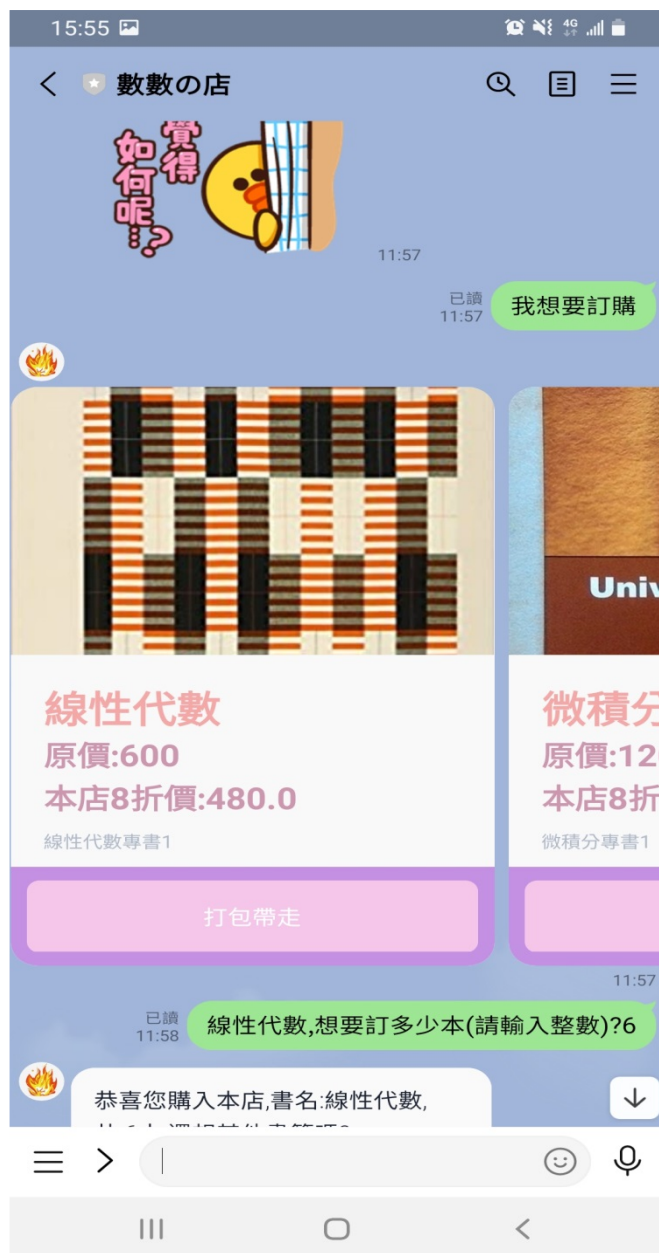 15:55
4G
數數の店
覺得
如何呢...?
11:57
已讀
11:57
我想要訂購
Univ
線性代數
原價:600
本店8折價:480.0
線性代數專書1
打包帶走
微積分
原價:12
本店8折
微積分專書1
11:57
已讀
11:58
線性代數,想要訂多少本(請輸入整數)?6
恭喜您購入本店,書名:線性代數,